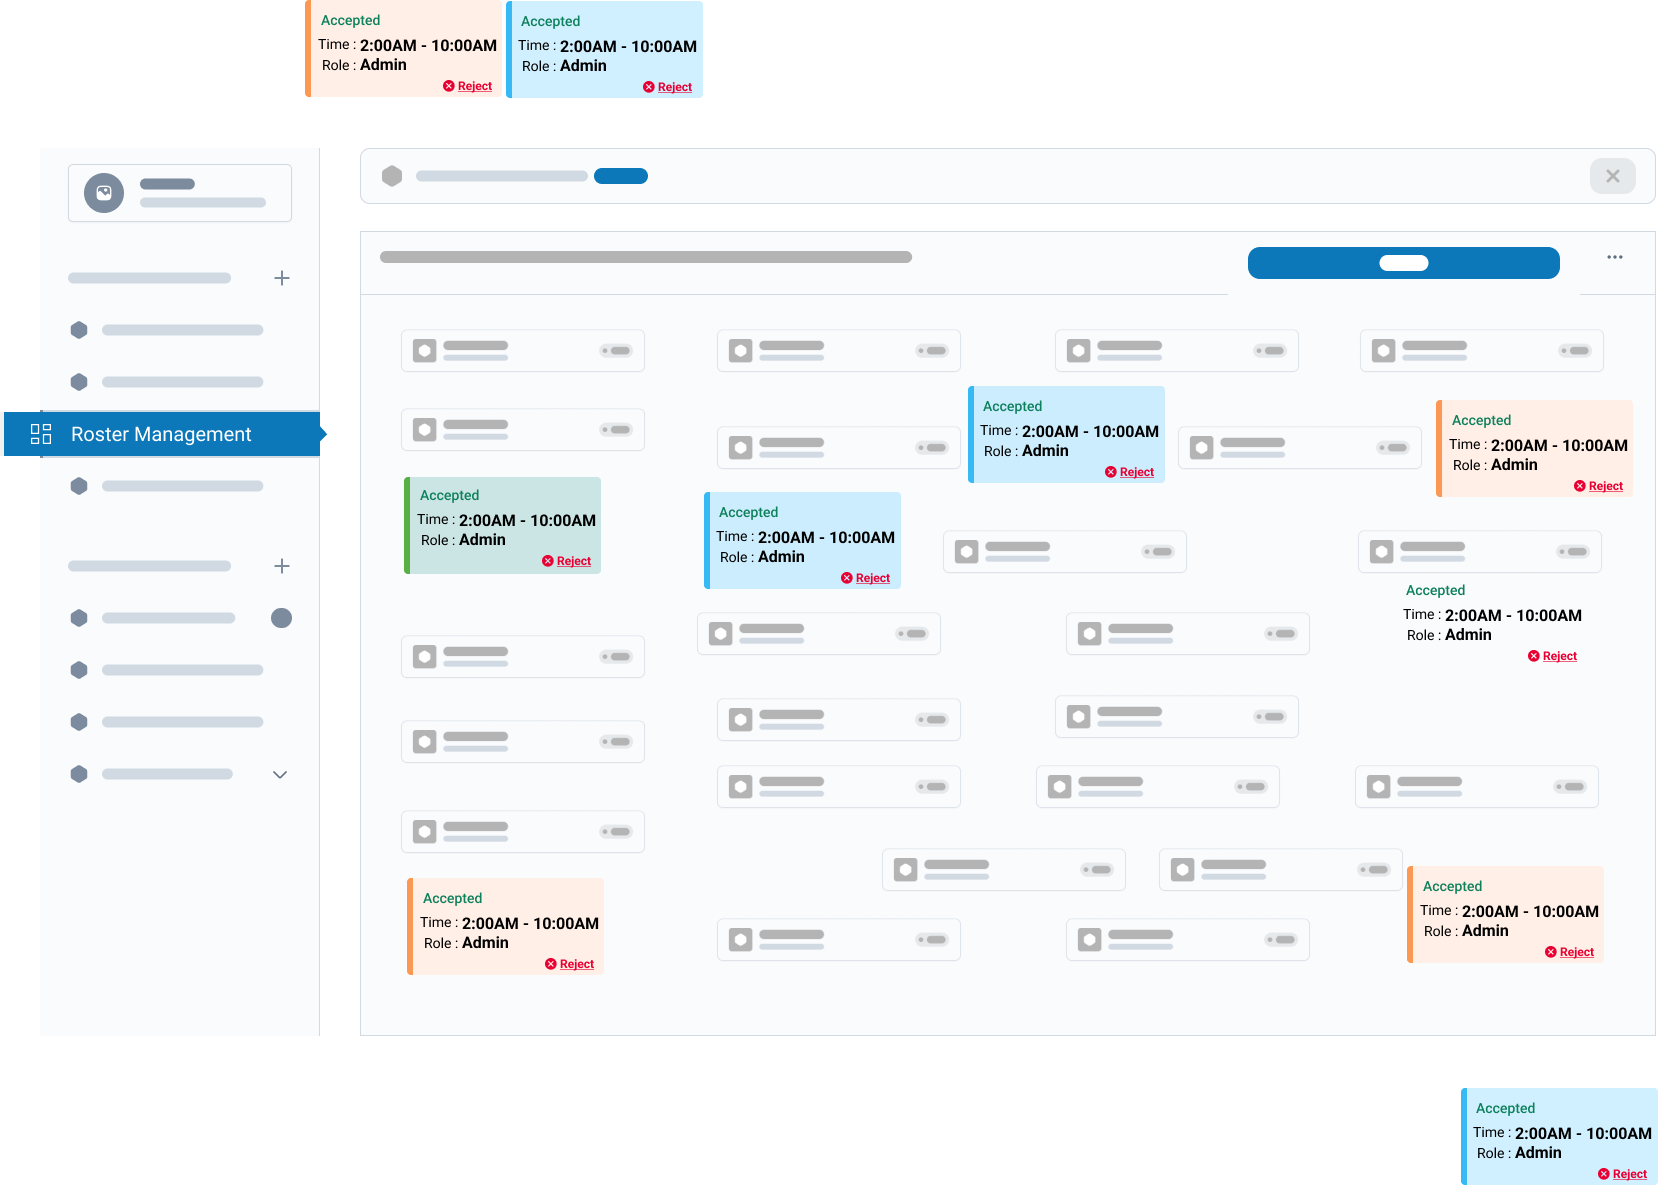 Accepted
Time : 2:00AM - 10:00AM
Role : Admin
Reject
Accepted
Time : 2:00AM - 10:00AM
Role : Admin
Reject
Roster Management
Accepted
Time : 2:00AM - 10:00AM
Role : Admin
Reject
Accepted
Time : 2:00AM - 10:00AM
Role : Admin
Reject
Accepted
Time : 2:00AM - 10:00AM
Role : Admin
Reject
Accepted
Time : 2:00AM - 10:00AM
Role : Admin
Reject
Accepted
Time : 2:00AM - 10:00AM
Role : Admin
Reject
Accepted
Time : 2:00AM - 10:00AM
Role : Admin
Reject
Accepted
Time : 2:00AM - 10:00AM
Role : Admin
Reject
Accepted
Time : 2:00AM - 10:00AM
Role : Admin
Reject